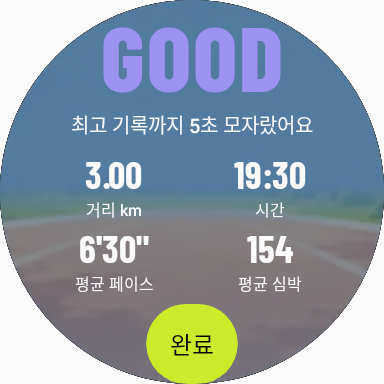 GOOD
최고 기록까지 5초 모자랐어요
3.00 19:30
거리 km 시간
6'30" 154
평균 페이스 평균 심박
완료